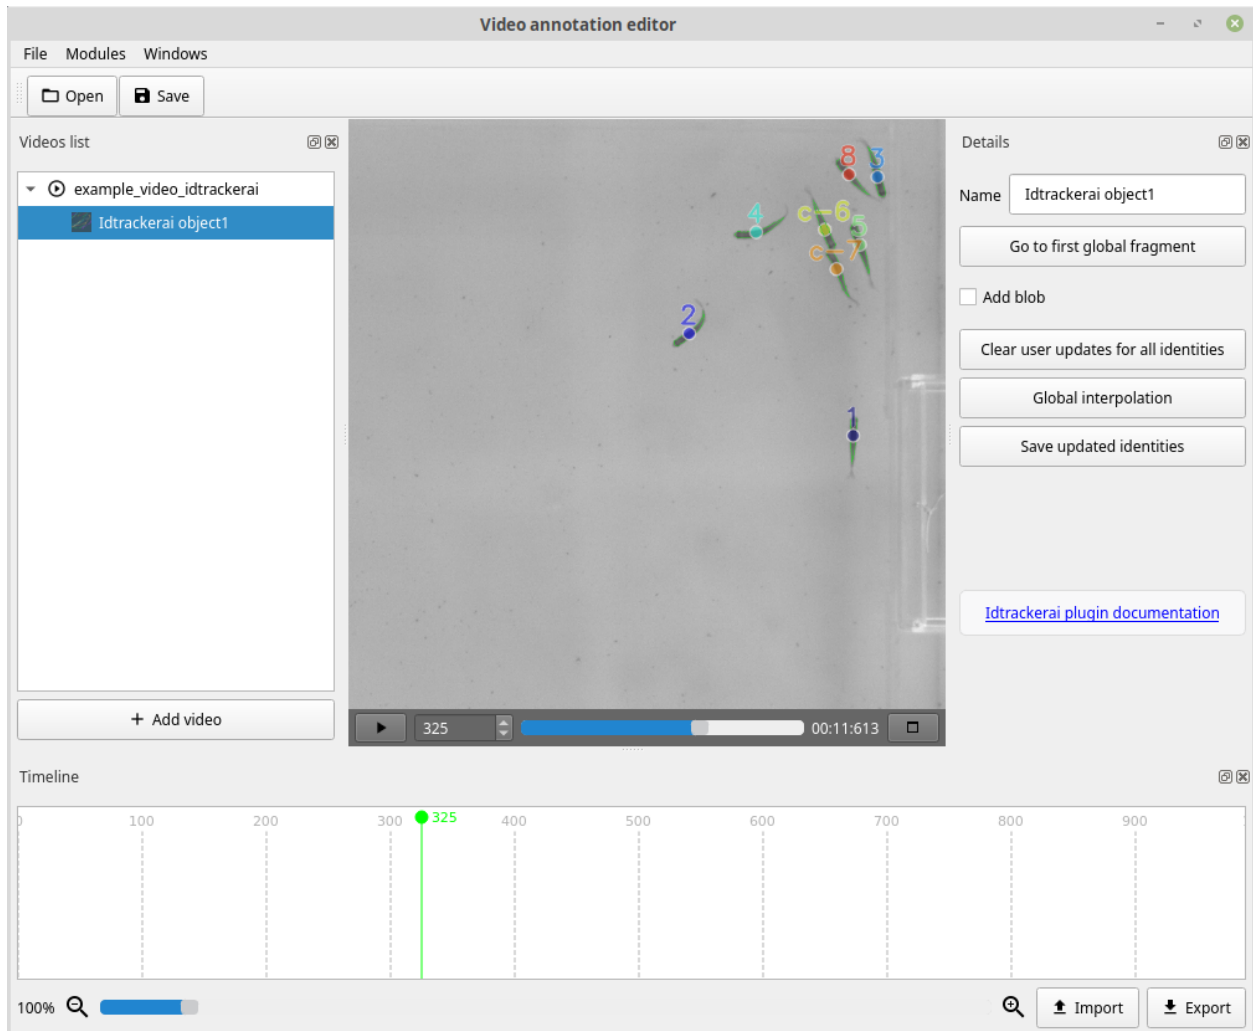 Video annotation editor
File Modules Windows
Open Save
Videos list
example_video_idtrackerai
Idtrackerai object1
+ Add video
8 3
4 c-6 5
c-7
2
1
325 00:11:613
Details
Name Idtrackerai object1
Go to first global fragment
Add blob
Clear user updates for all identities
Global interpolation
Save updated identities
Idtrackerai plugin documentation
Timeline
0 100 200 300 325 400 500 600 700 800 900
100% Import Export